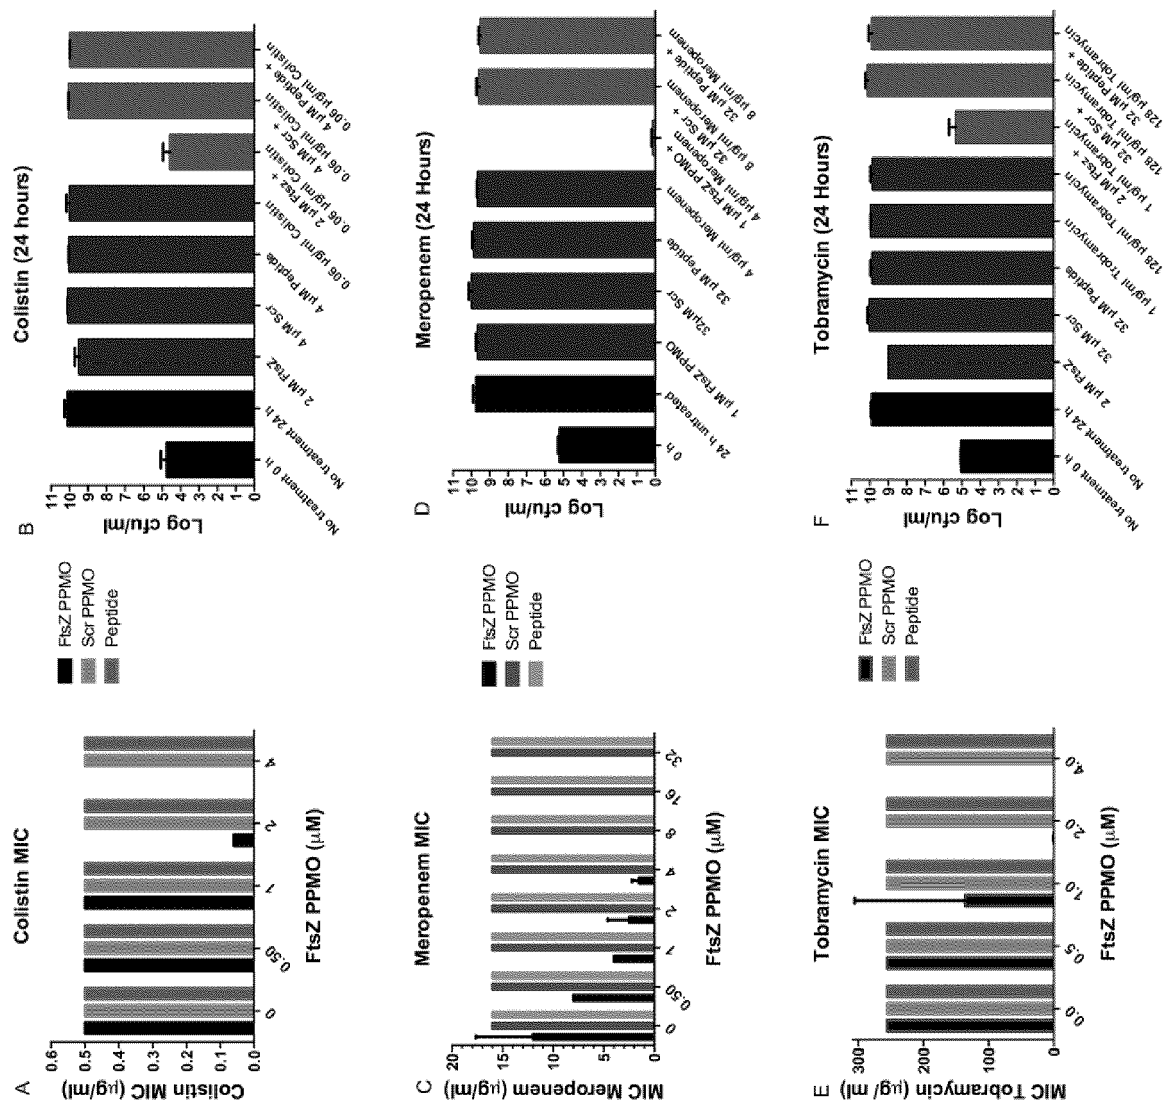 A
Colistin MIC
Colistin MIC (µg/ml)
0.6
0.5
0.4
0.3
0.2
0.1
0.0
0
0.50
1
2
4
FtsZ PPMO (µM)
FtsZ PPMO
Scr PPMO
Peptide
B
Colistin (24 hours)
Log cfu/ml
11
10
9
8
7
6
5
4
3
2
1
0
No treatment 0 h
No treatment 24 h
2 µM FtsZ
4 µM Scr
4 µM Peptide
0.06 µg/ml Colistin
2 µM Ftsz +
0.06 µg/ml Colistin
4 µM Scr +
0.06 µg/ml Colistin
4 µM Peptide +
0.06 µg/ml Colistin
C
Meropenem MIC
MIC Meropenem (µg/ml)
20
15
10
5
0
0
0.50
1
2
4
8
16
32
FtsZ PPMO (µM)
FtsZ PPMO
Scr PPMO
Peptide
D
Meropenem (24 Hours)
Log cfu/ml
11
10
9
8
7
6
5
4
3
2
1
0
0 h
24 h untreated
1 µM FtsZ PPMO
32µM Scr
32 µM Peptide
4 µg/ml Meropenem
1 µM FtsZ PPMO +
4 µg/ml Meropenem
32 µM Scr +
8 µg/ml Meropenem
32 µM Peptide +
8 µg/ml Meropenem
E
Tobramycin MIC
MIC Tobramycin (µg/ ml)
300
200
100
0
0.0
0.5
1.0
2.0
4.0
FtsZ PPMO (µM)
FtsZ PPMO
Scr PPMO
Peptide
F
Tobramycin (24 Hours)
Log cfu/ml
11
10
9
8
7
6
5
4
3
2
1
0
No treatment 0 h
No treatment 24 h
2 µM FtsZ
32 µM Scr
32 µM Peptide
1 µg/ml Trobramycin
128 µg/ml Tobramycin
2 µM Ftsz +
1 µg/ml Tobramycin
32 µM Scr +
128 µg/ml Tobramycin
32 µM Peptide +
128 µg/ml Tobramycin